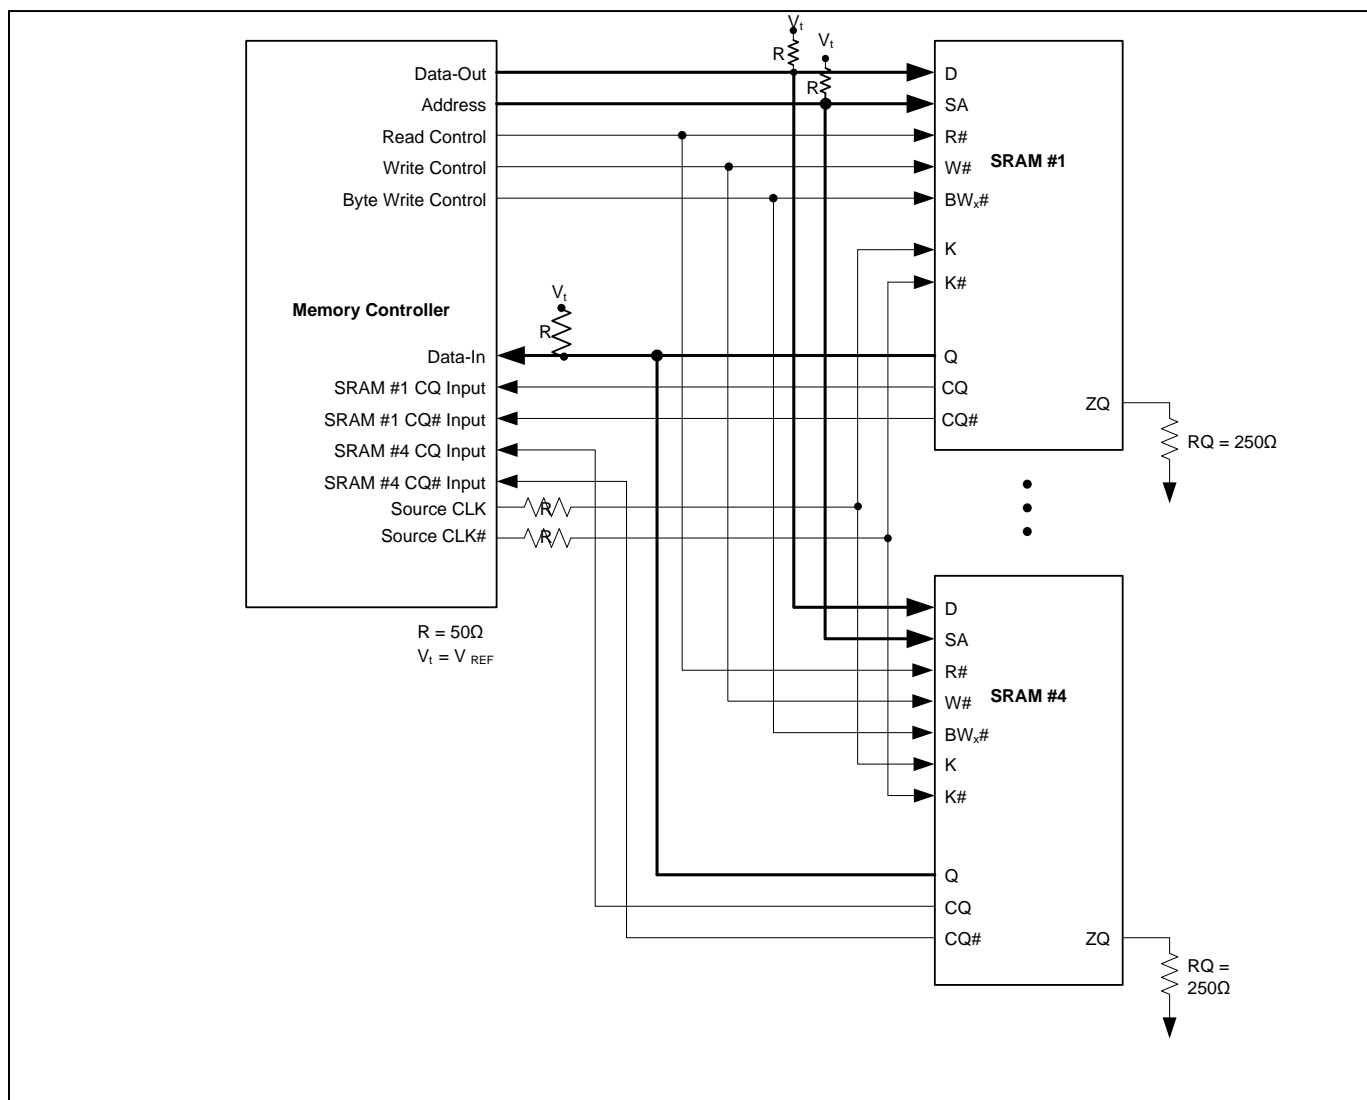 Vt
Vt
R
R
Data-Out
Address
Read Control
Write Control
Byte Write Control
Memory Controller
Vt
R
Data-In
SRAM #1 CQ Input
SRAM #1 CQ# Input
SRAM #4 CQ Input
SRAM #4 CQ# Input
Source CLK
R
Source CLK#
R
R = 50Ω
Vt = V REF
D
SA
R#
SRAM #1
W#
BWx#
K
K#
Q
CQ
CQ#
ZQ
RQ = 250Ω
D
SA
R#
SRAM #4
W#
BWx#
K
K#
Q
CQ
CQ#
ZQ
RQ =
250Ω